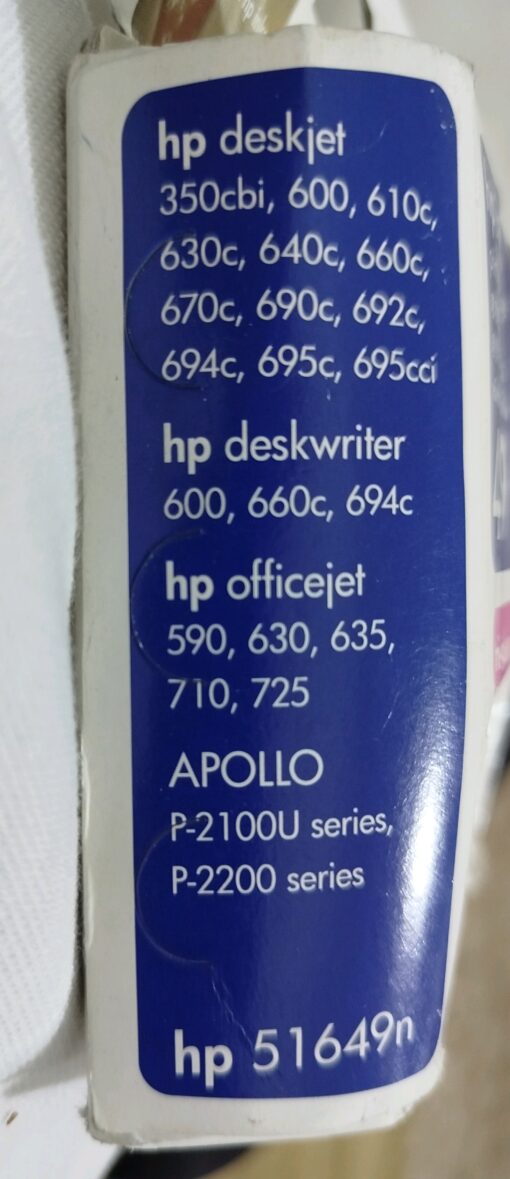 hp deskjet
350cbi, 600, 610c,
630c, 640c, 660c,
670c, 690c, 692c,
694c, 695c, 695cci
hp deskwriter
600, 660c, 694c
hp officejet
590, 630, 635,
710, 725
APOLLO
P-2100U series,
P-2200 series
hp 51649n